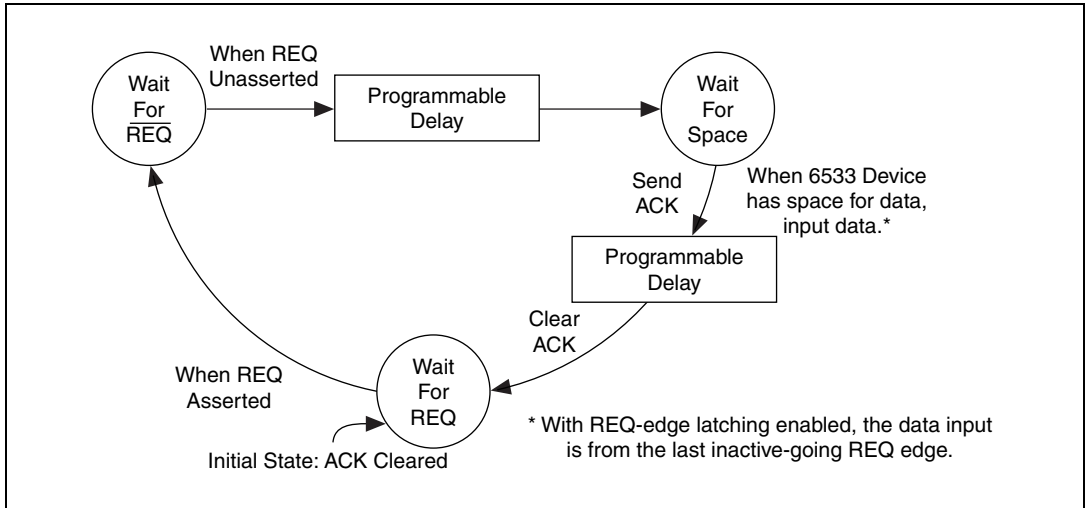 When REQ
Unasserted
Wait
For
REQ
Programmable
Delay
Wait
For
Space
Send
ACK
When 6533 Device
has space for data,
input data.*
Programmable
Delay
Clear
ACK
Wait
For
REQ
When REQ
Asserted
Initial State: ACK Cleared
* With REQ-edge latching enabled, the data input
is from the last inactive-going REQ edge.